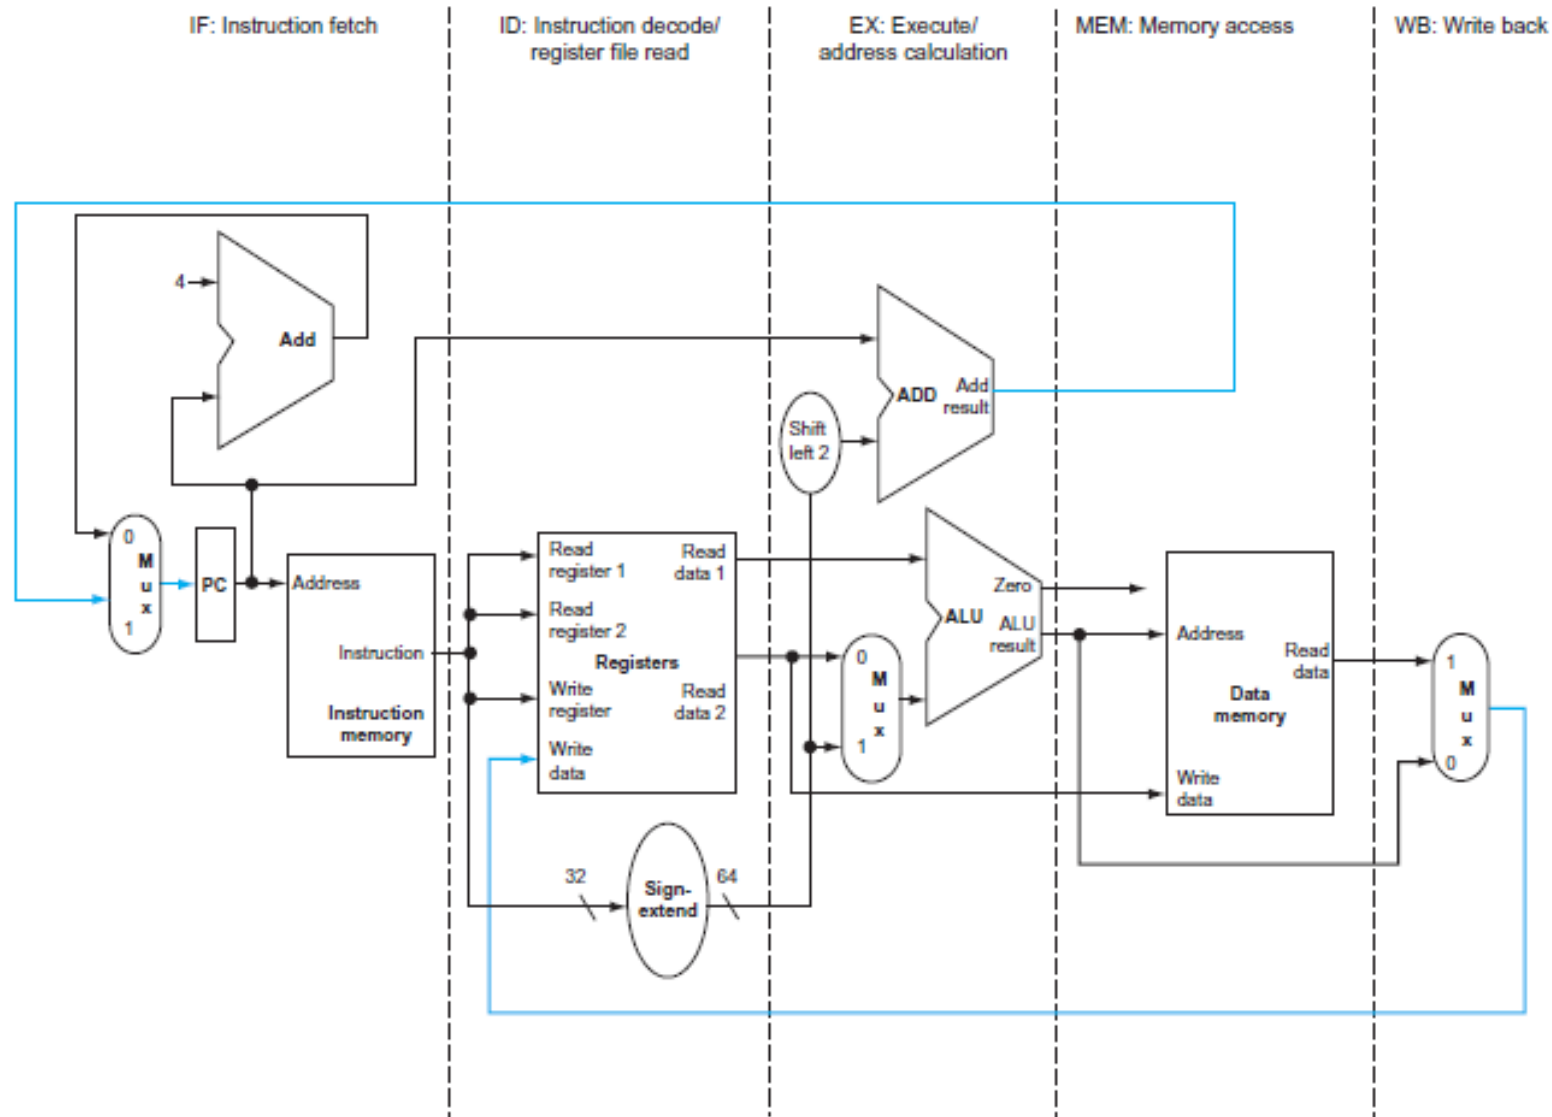 IF: Instruction fetch
ID: Instruction decode/
register file read
EX: Execute/
address calculation
MEM: Memory access
WB: Write back
4
Add
ADD
Add
result
Shift
left 2
0
M
u
x
1
PC
Address
Instruction
Instruction
memory
Read
register 1
Read
register 2
Write
register
Write
data
Registers
Read
data 1
Read
data 2
0
M
u
x
1
Zero
ALU
ALU
result
Address
Read
data
Data
memory
Write
data
1
M
u
x
0
32
Sign-
extend
64